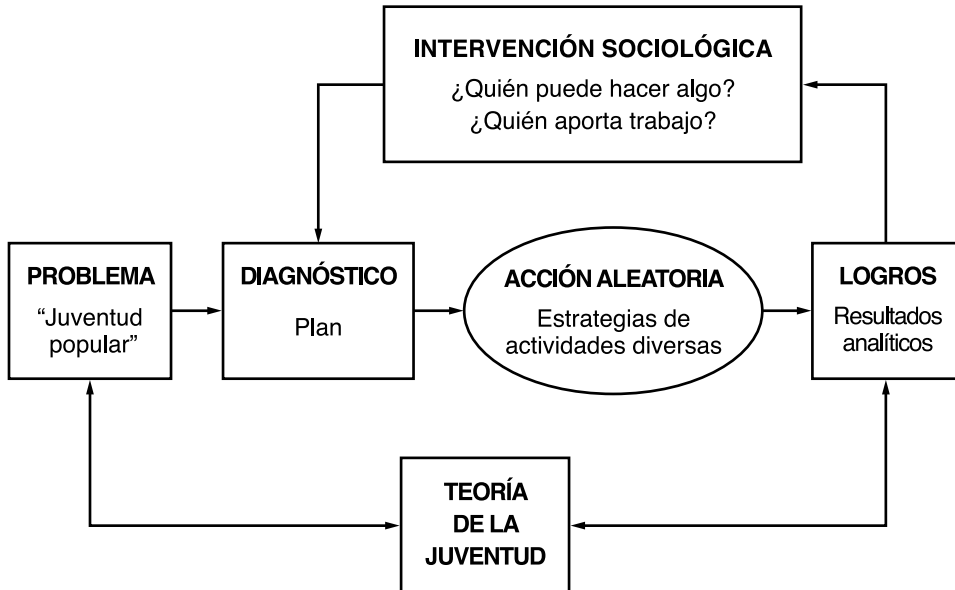 INTERVENCIÓN SOCIOLÓGICA
¿Quién puede hacer algo?
¿Quién aporta trabajo?
PROBLEMA
“Juventud
popular”
DIAGNÓSTICO
Plan
ACCIÓN ALEATORIA
Estrategias de
actividades diversas
LOGROS
Resultados
analíticos
TEORÍA
DE LA
JUVENTUD